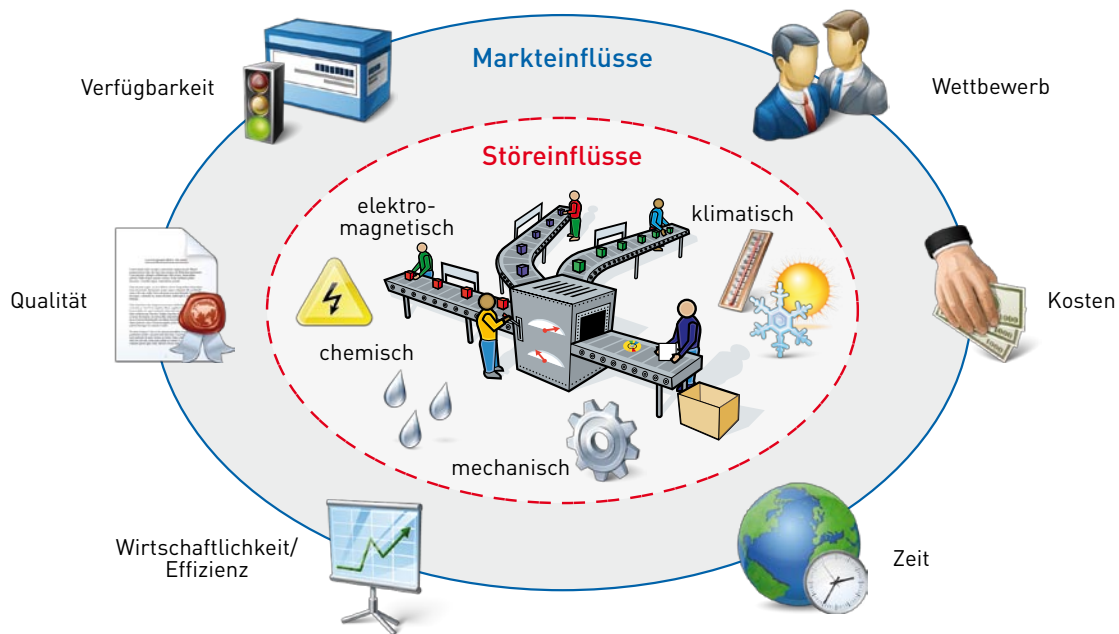 Markteinflüsse
Verfügbarkeit
Wettbewerb
Störeinflüsse
elektro-
magnetisch
klimatisch
Qualität
Kosten
chemisch
mechanisch
Wirtschaftlichkeit/
Effizienz
Zeit